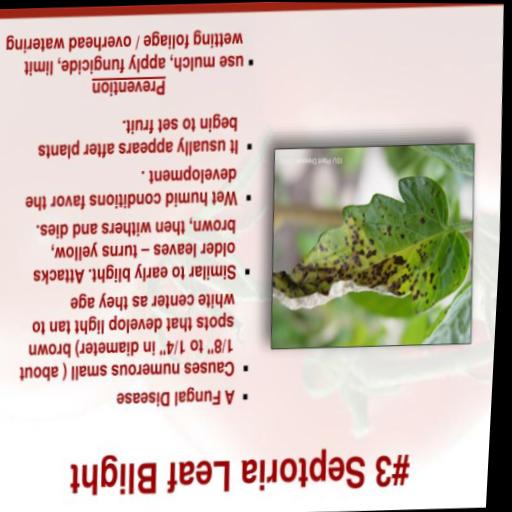 #3 Septoria Leaf Blight
▪ A Fungal Disease
▪ Causes numerous small ( about
1/8" to 1/4" in diameter) brown
spots that develop light tan to
white center as they age
▪ Similar to early blight. Attacks
older leaves – turns yellow,
brown, then withers and dies.
▪ Wet humid conditions favor the
development .
▪ It usually appears after plants
begin to set fruit.
Prevention
▪ use mulch, apply fungicide, limit
wetting foliage / overhead watering